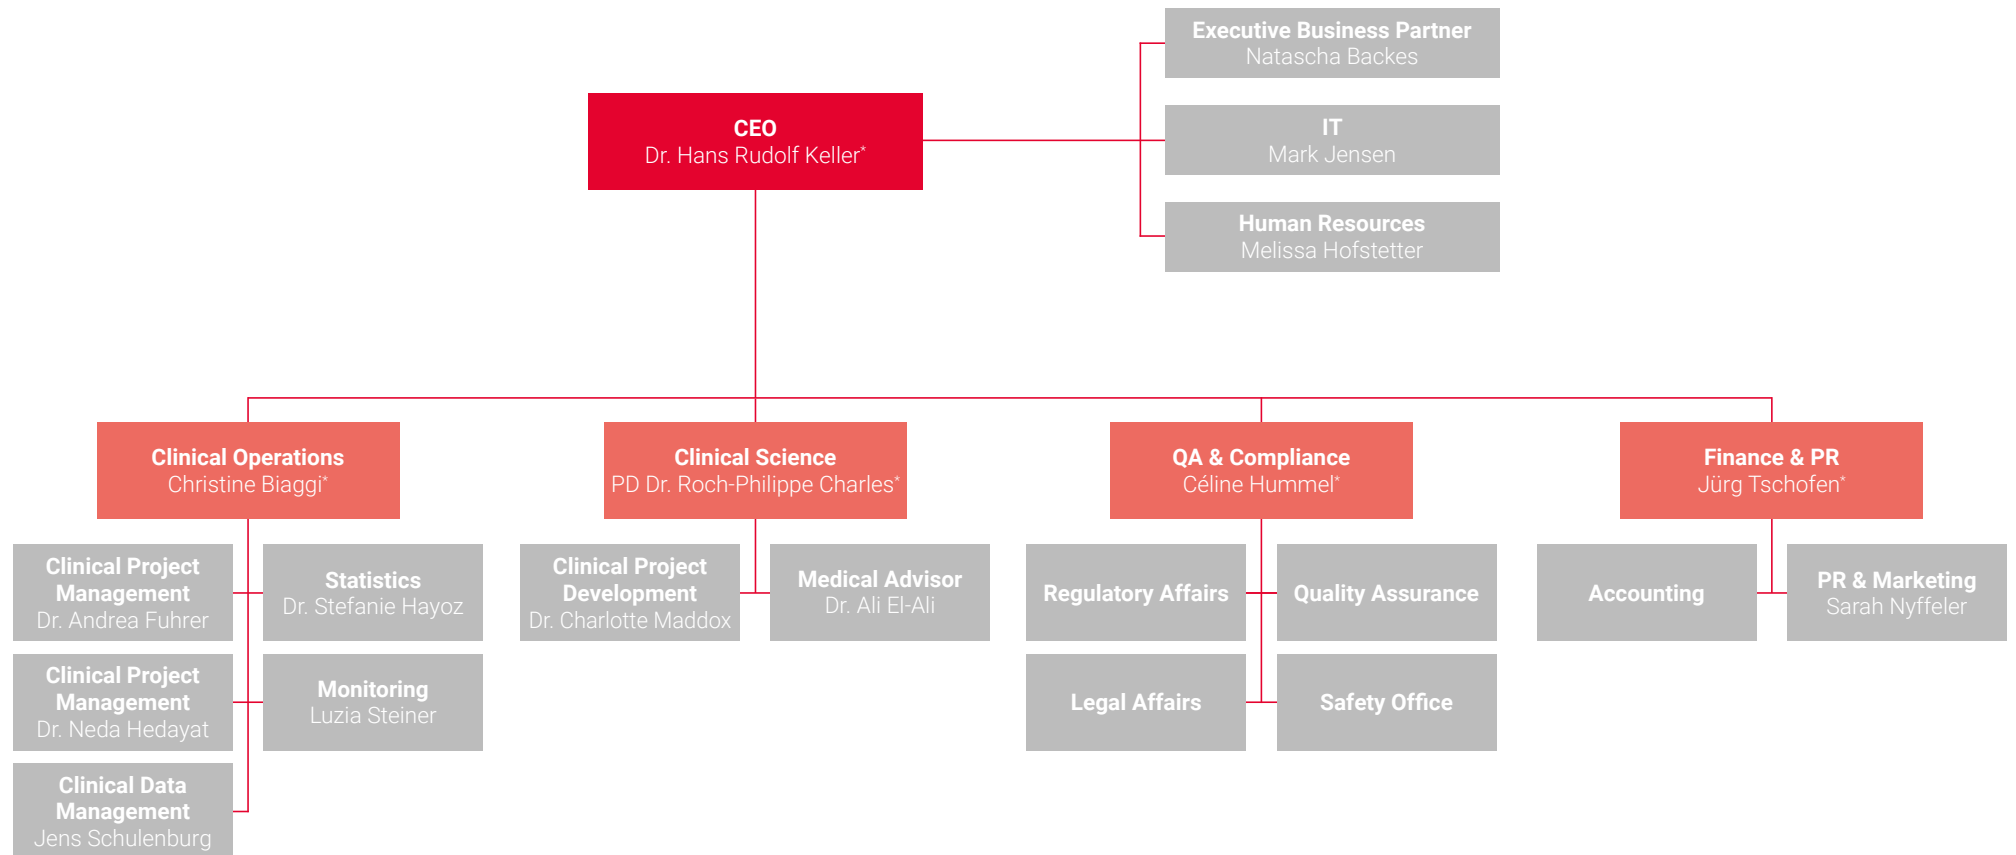 Executive Business Partner
Natascha Backes
CEO
Dr. Hans Rudolf Keller*
IT
Mark Jensen
Human Resources
Melissa Hofstetter
Clinical Operations
Christine Biaggi*
Clinical Science
PD Dr. Roch-Philippe Charles*
QA & Compliance
Céline Hummel*
Finance & PR
Jürg Tschofen*
Clinical Project
Management
Dr. Andrea Fuhrer
Statistics
Dr. Stefanie Hayoz
Clinical Project
Development
Dr. Charlotte Maddox
Medical Advisor
Dr. Ali El-Ali
Regulatory Affairs
Quality Assurance
Accounting
PR & Marketing
Sarah Nyffeler
Clinical Project
Management
Dr. Neda Hedayat
Monitoring
Luzia Steiner
Legal Affairs
Safety Office
Clinical Data
Management
Jens Schulenburg